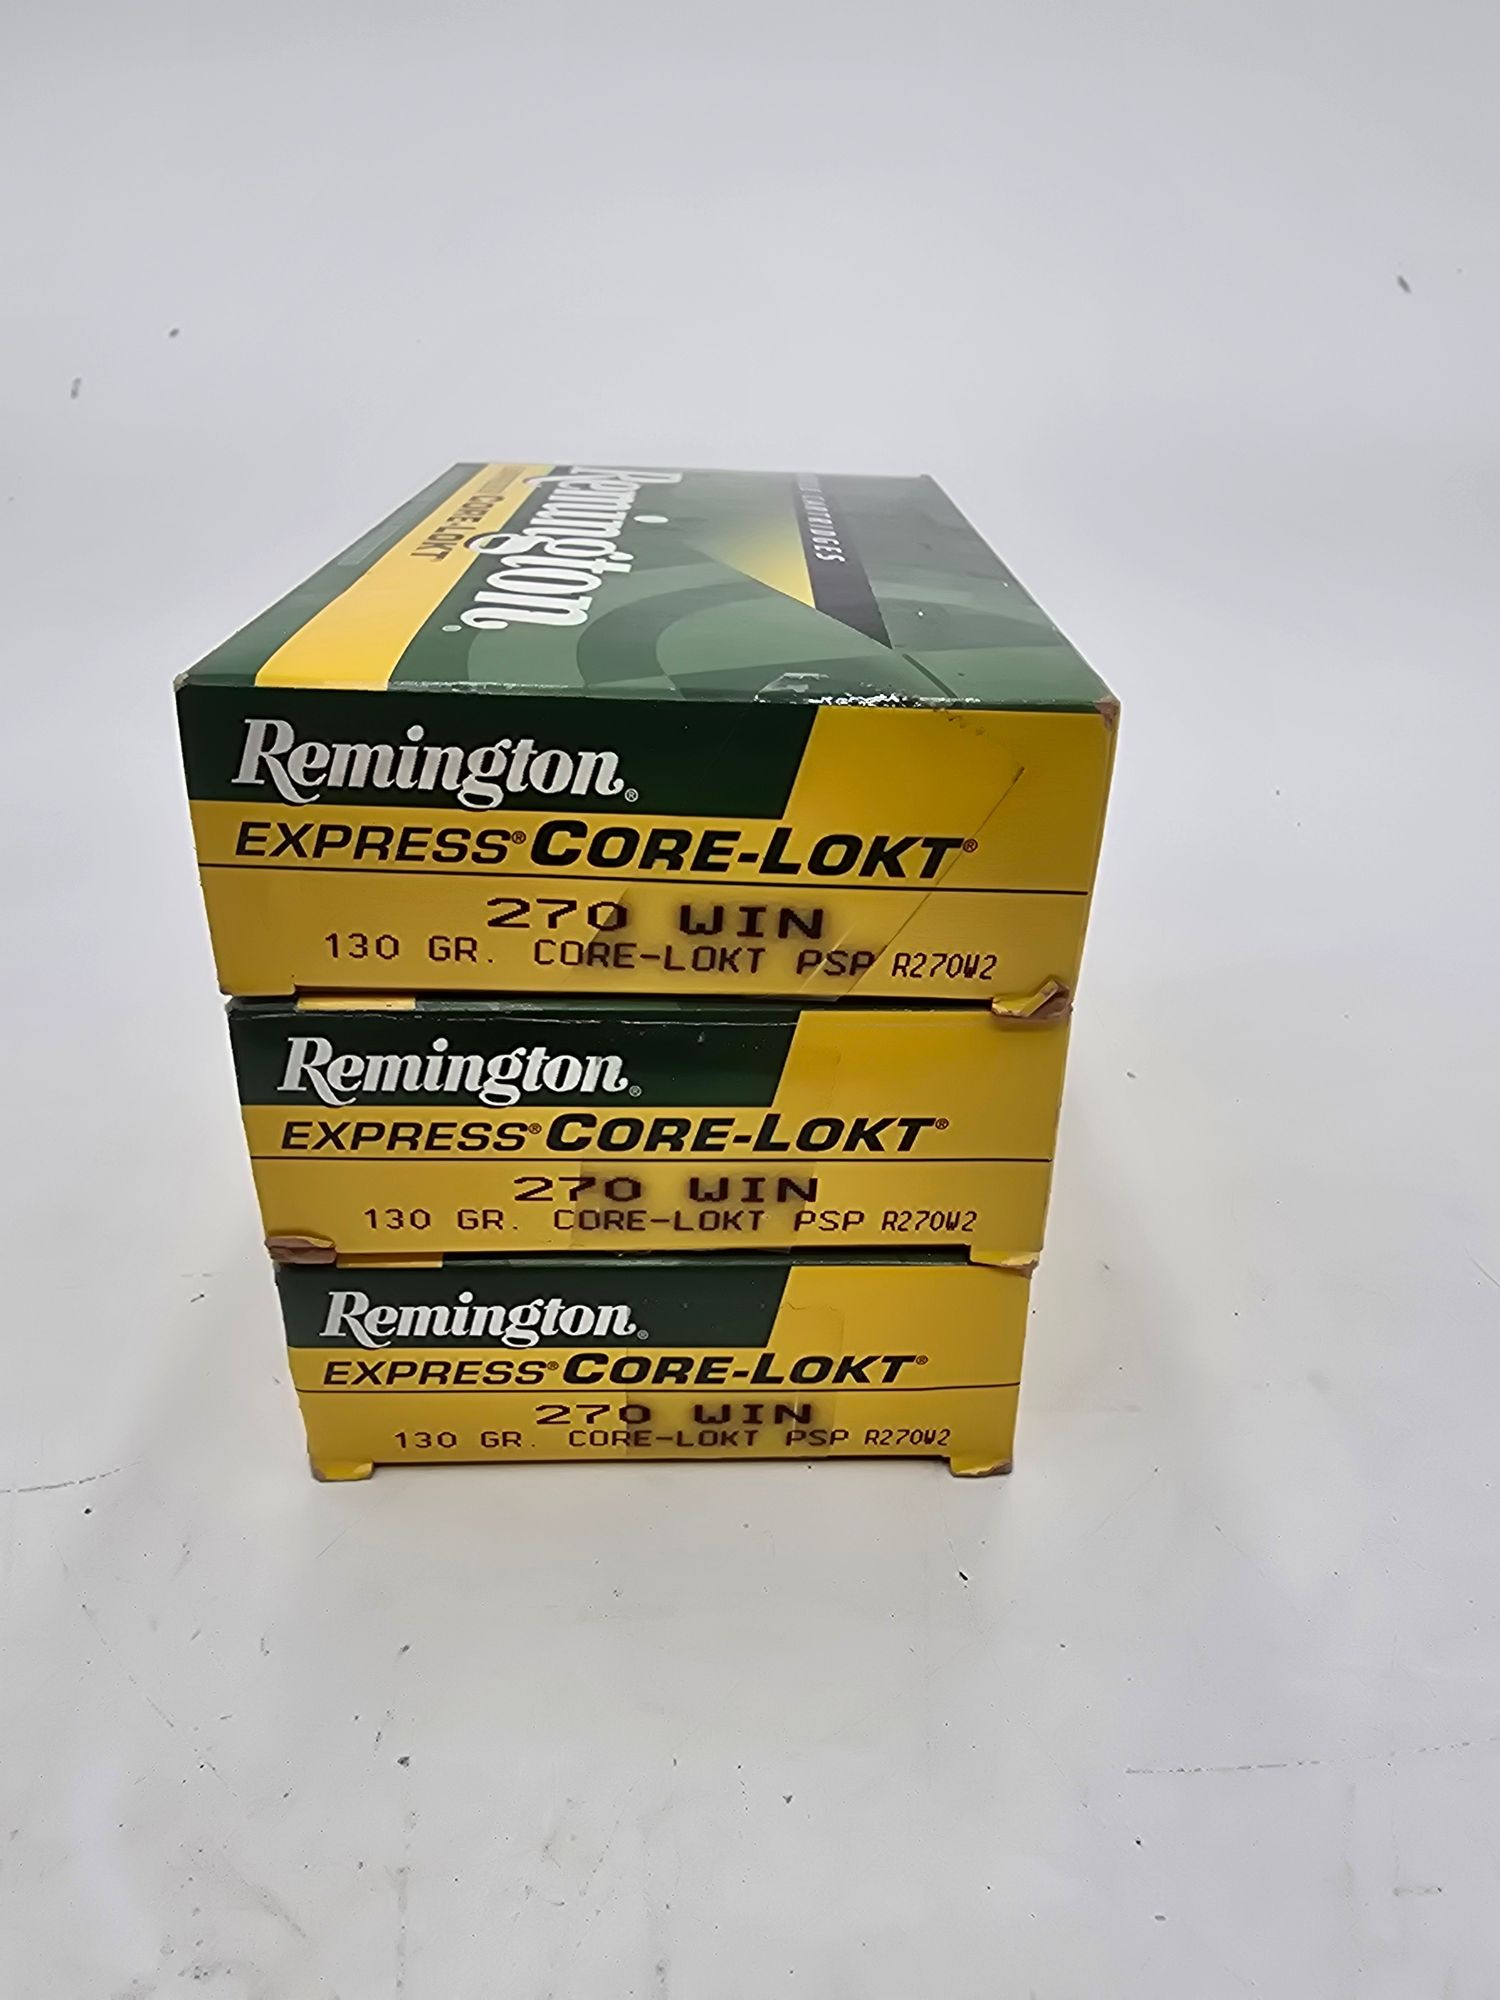 Remington.
EXPRESS CORE-LOKT
CARTRIDGES
Remington®
EXPRESS® CORE-LOKT®
270 WIN
130 GR. CORE-LOKT PSP R270W2
Remington®
EXPRESS® CORE-LOKT®
270 WIN
130 GR. CORE-LOKT PSP R270W2
Remington®
EXPRESS® CORE-LOKT®
270 WIN
130 GR. CORE-LOKT PSP R270W2